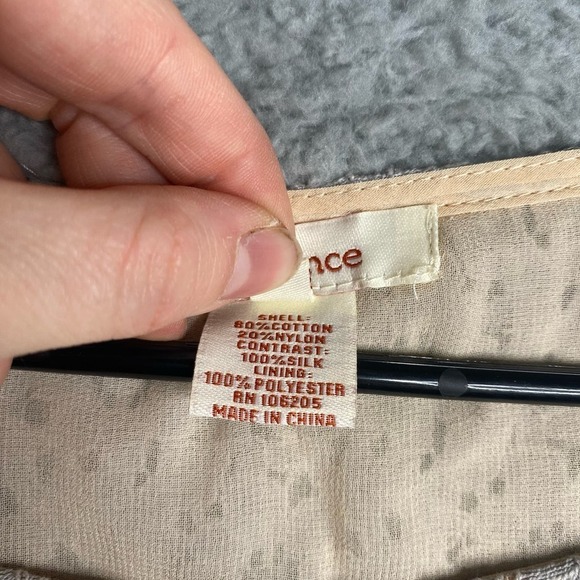 nce
SHELL:
80%COTTON
20%NYLON
CONTRAST:
100%SILK
LINING:
100% POLYESTER
RN 106205
MADE IN CHINA